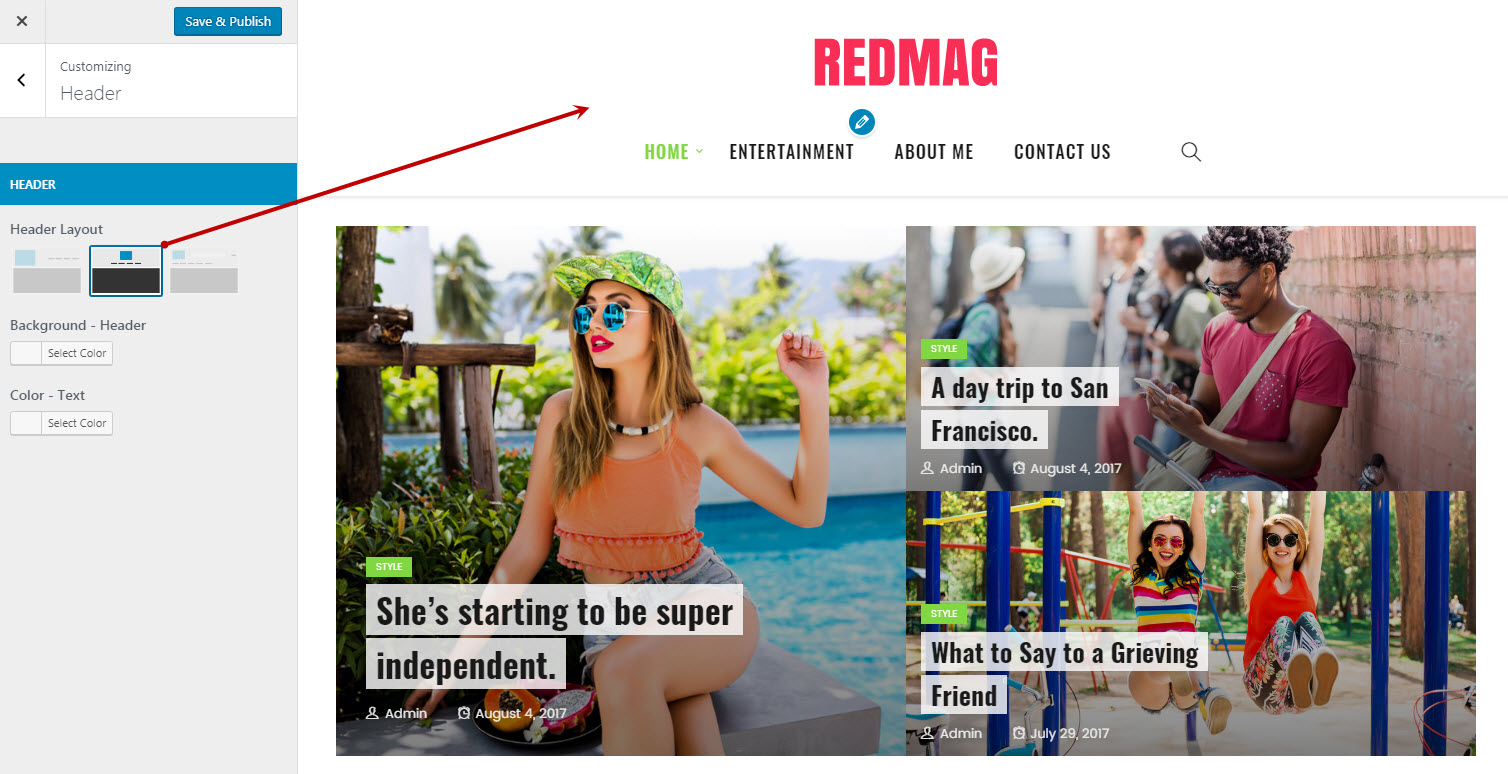 Save & Publish
Customizing
Header
HEADER
Header Layout
Background - Header
Select Color
Color - Text
Select Color
REDMAG
HOME ENTERTAINMENT ABOUT ME CONTACT US
STYLE
She’s starting to be super
independent.
Admin August 4, 2017
STYLE
A day trip to San
Francisco.
Admin August 4, 2017
STYLE
What to Say to a Grieving
Friend
Admin July 29, 2017